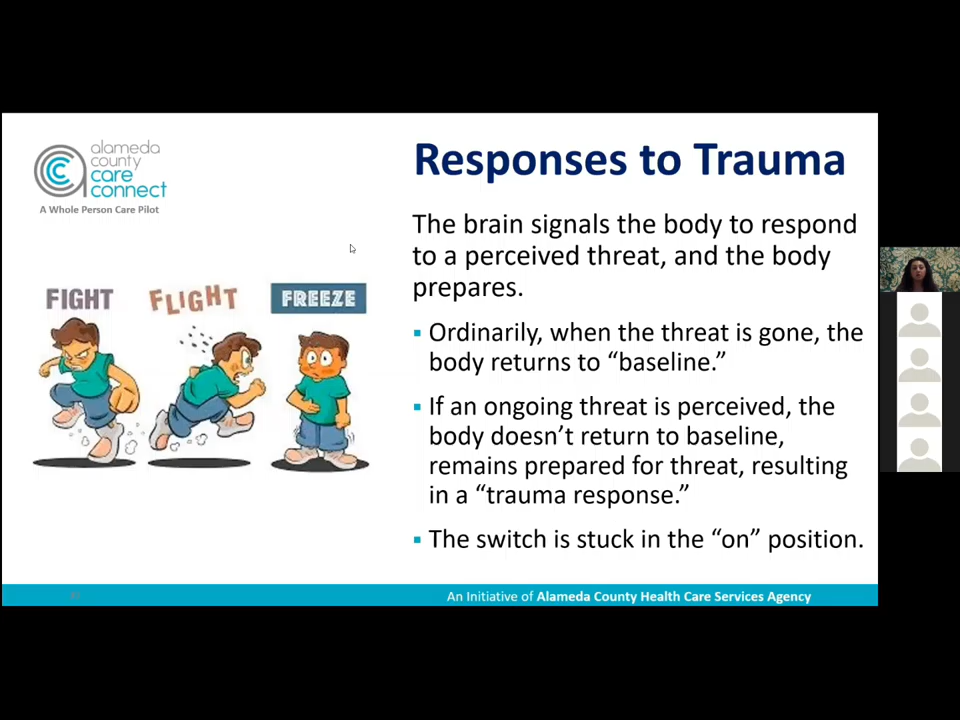 alameda
county
care
connect
A Whole Person Care Pilot
Responses to Trauma
The brain signals the body to respond
to a perceived threat, and the body
prepares.
FIGHT
FLIGHT
FREEZE
▪ Ordinarily, when the threat is gone, the
body returns to “baseline.”
▪ If an ongoing threat is perceived, the
body doesn’t return to baseline,
remains prepared for threat, resulting
in a “trauma response.”
▪ The switch is stuck in the “on” position.
An Initiative of Alameda County Health Care Services Agency